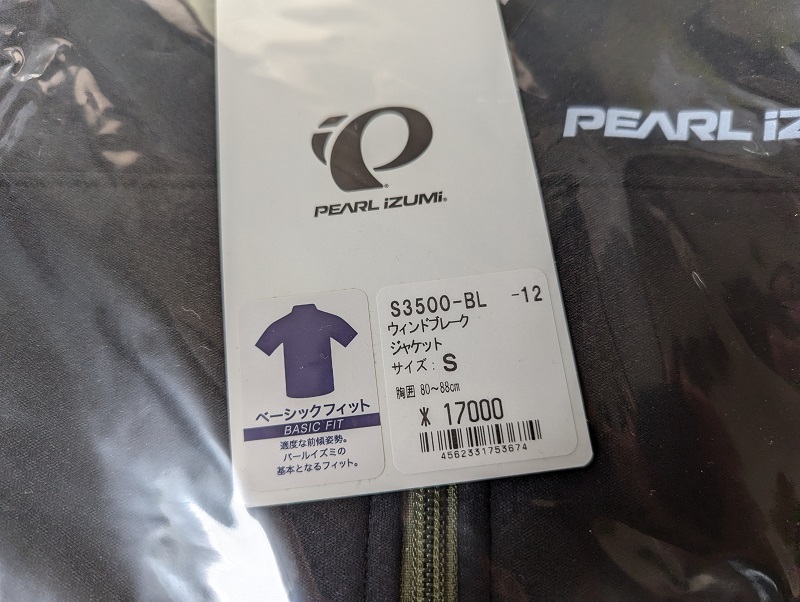 PEARL iZUMi
PEARL iZ
S3500-BL -12
ウィンドブレーク
ジャケット
サイズ: S
胸囲 80～88cm
¥ 17000
4562331753674
ベーシックフィット
BASIC FIT
適度な前傾姿勢。
パールイズミの
基本となるフィット。